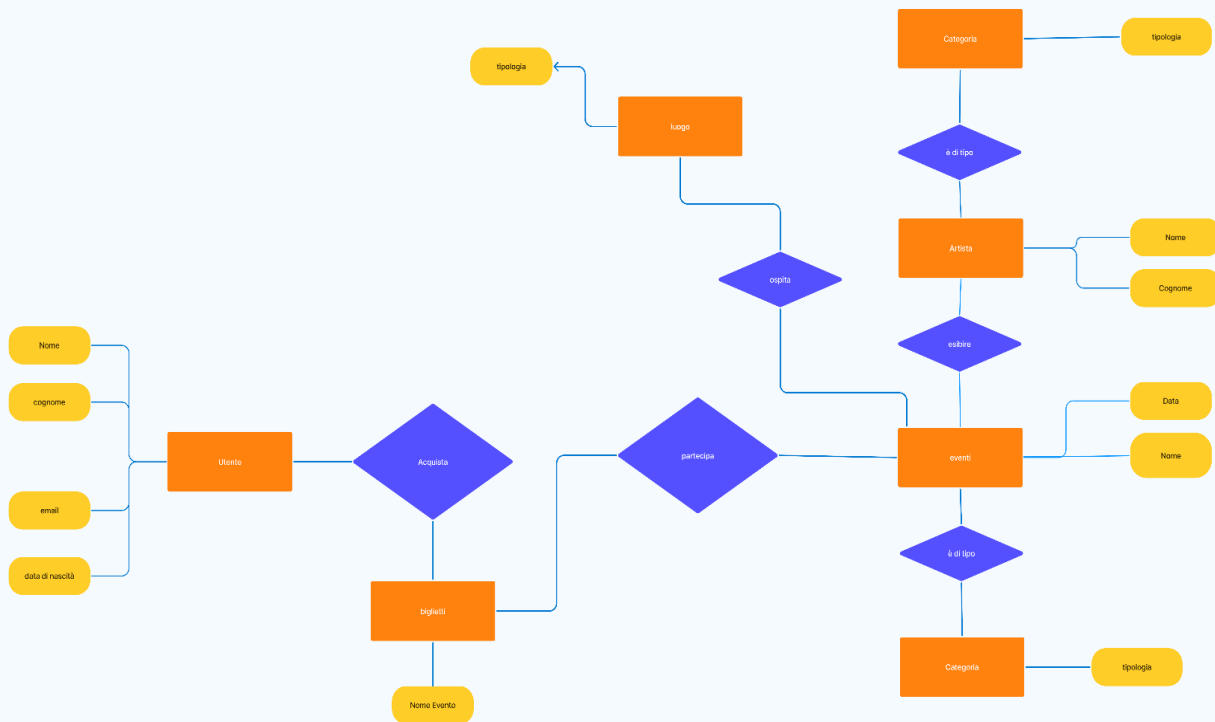 Categoria
tipologia
tipologia
luogo
è di tipo
Artista
Nome
Cognome
ospita
esibire
Nome
cognome
Data
Utente
Acquista
partecipa
eventi
Nome
email
è di tipo
data di nascità
biglietti
Categoria
tipologia
Nome Evento